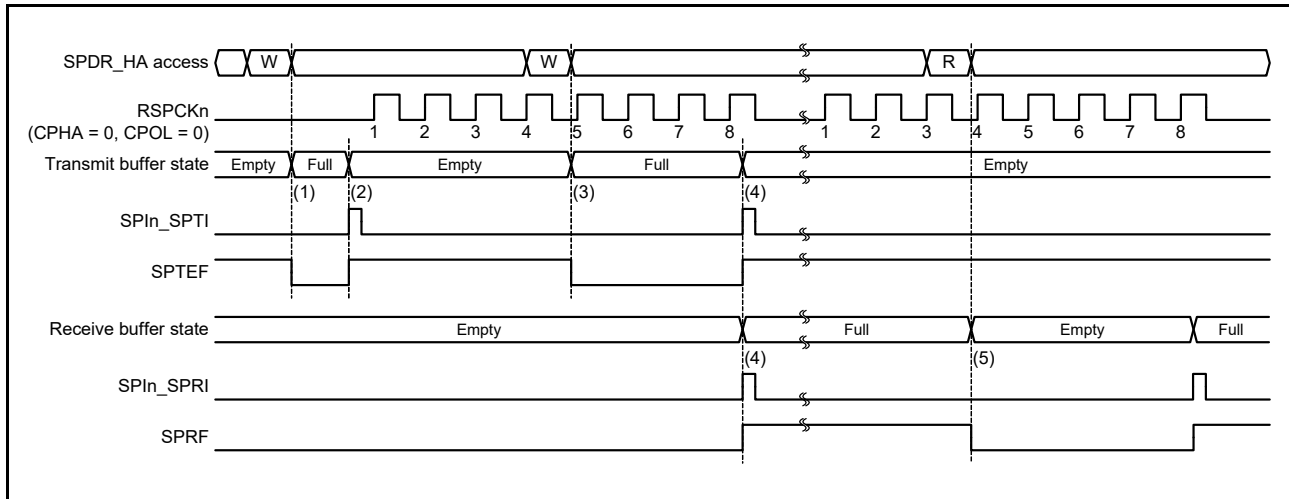 SPDR_HA access W W R
RSPCKn
(CPHA = 0, CPOL = 0)
1 2 3 4 5 6 7 8 1 2 3 4 5 6 7 8
Transmit buffer state Empty Full Empty Full Empty
(1) (2) (3) (4)
SPIn_SPTI
SPTEF
Receive buffer state Empty Full Empty Full
(4) (5)
SPIn_SPRI
SPRF